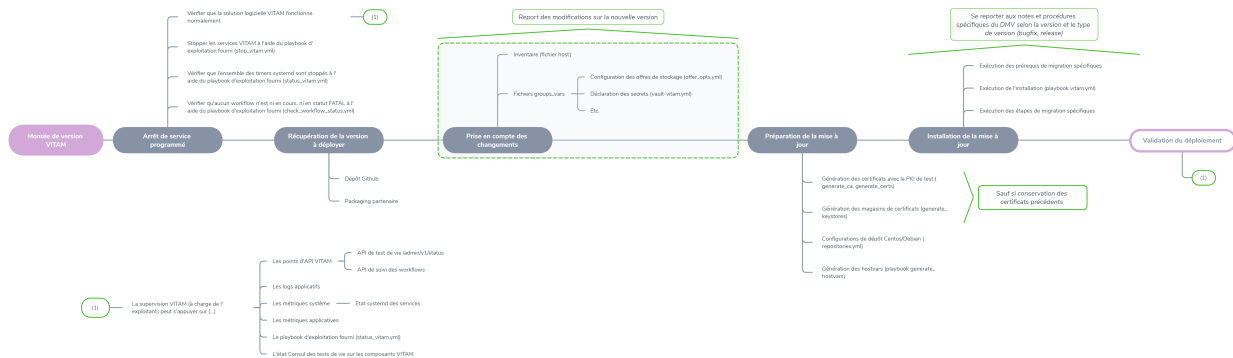 Vérifier que la solution logicielle VITAM fonctionne
normalement
(1)
Stopper les services VITAM à l'aide du playbook d'
exploitation fourni (stop_vitam.yml)
Vérifier que l'ensemble des timers systemd sont stoppés à l'
aide du playbook d'exploitation fourni (status_vitam.yml)
Vérifier qu'aucun workflow n'est ni en cours, ni en statut FATAL à l'
aide du playbook d'exploitation fourni (check_workflow_status.yml)
Report des modifications sur la nouvelle version
Inventaire (fichier host)
Fichiers groups_vars
Configuration des offres de stockage (offer_opts.yml)
Déclaration des secrets (vault-vitam.yml)
Etc.
Se reporter aux notes et procédures
spécifiques du DMV selon la version et le type
de version (bugfix, release)
Exécution des prérequis de migration spécifiques
Exécution de l'installation (playbook vitam.yml)
Exécution des étapes de migration spécifiques
Montée de version
VITAM
Arrêt de service
programmé
Récupération de la version
à déployer
Prise en compte des
changements
Préparation de la mise à
jour
Installation de la mise à
jour
Validation du déploiement
(1)
Dépôt Github
Packaging partenaire
Génération des certificats avec la PKI de test (
generate_ca, generate_certs)
Génération des magasins de certificats (generate_
keystores)
Configurations de dépôt Centos/Debian (
repositories.yml)
Génération des hostvars (playbook generate_
hostvars)
Sauf si conservation des
certificats précédents
(1)
La supervision VITAM (à charge de l'
exploitant) peut s'appuyer sur (...)
Les points d'API VITAM
API de test de vie /admin/v1/status
API de suivi des workflows
Les logs applicatifs
Les métriques système
Etat systemd des services
Les métriques applicatives
Le playbook d'exploitation fourni (status_vitam.yml)
L'état Consul des tests de vie sur les composants VITAM